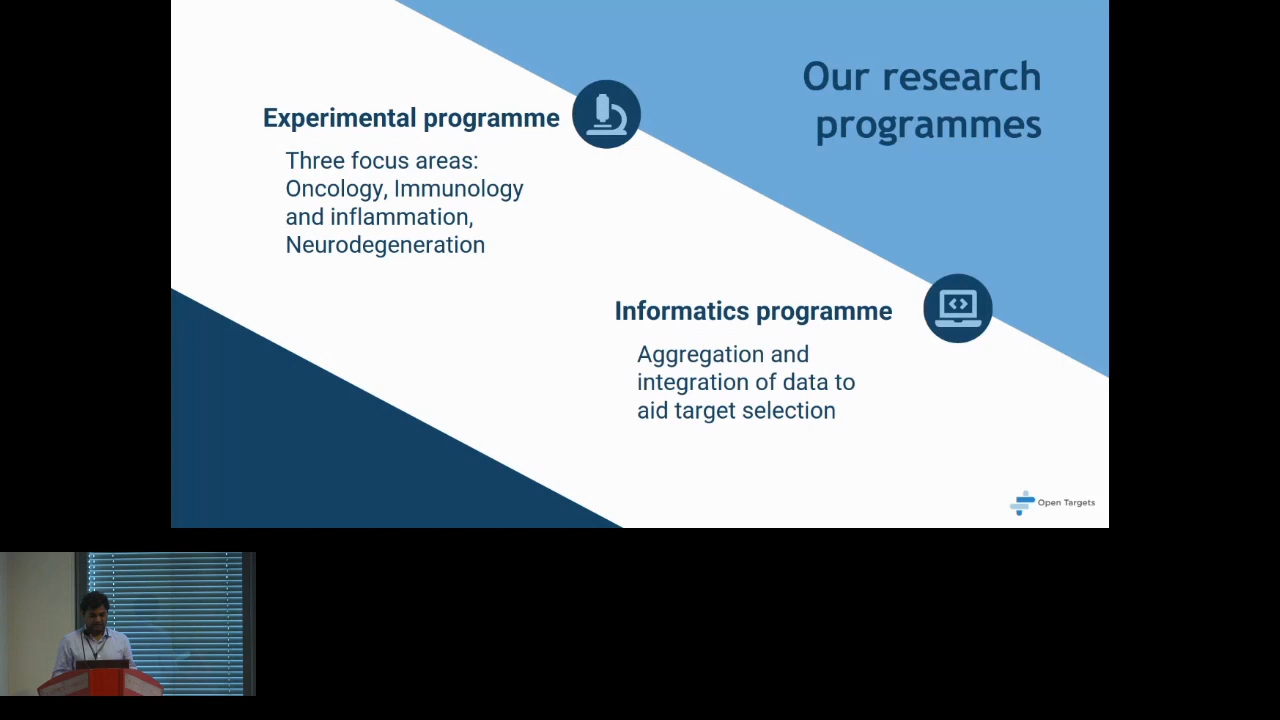 Our research
programmes
Experimental programme
Three focus areas:
Oncology, Immunology
and inflammation,
Neurodegeneration
Informatics programme
Aggregation and
integration of data to
aid target selection
Open Targets